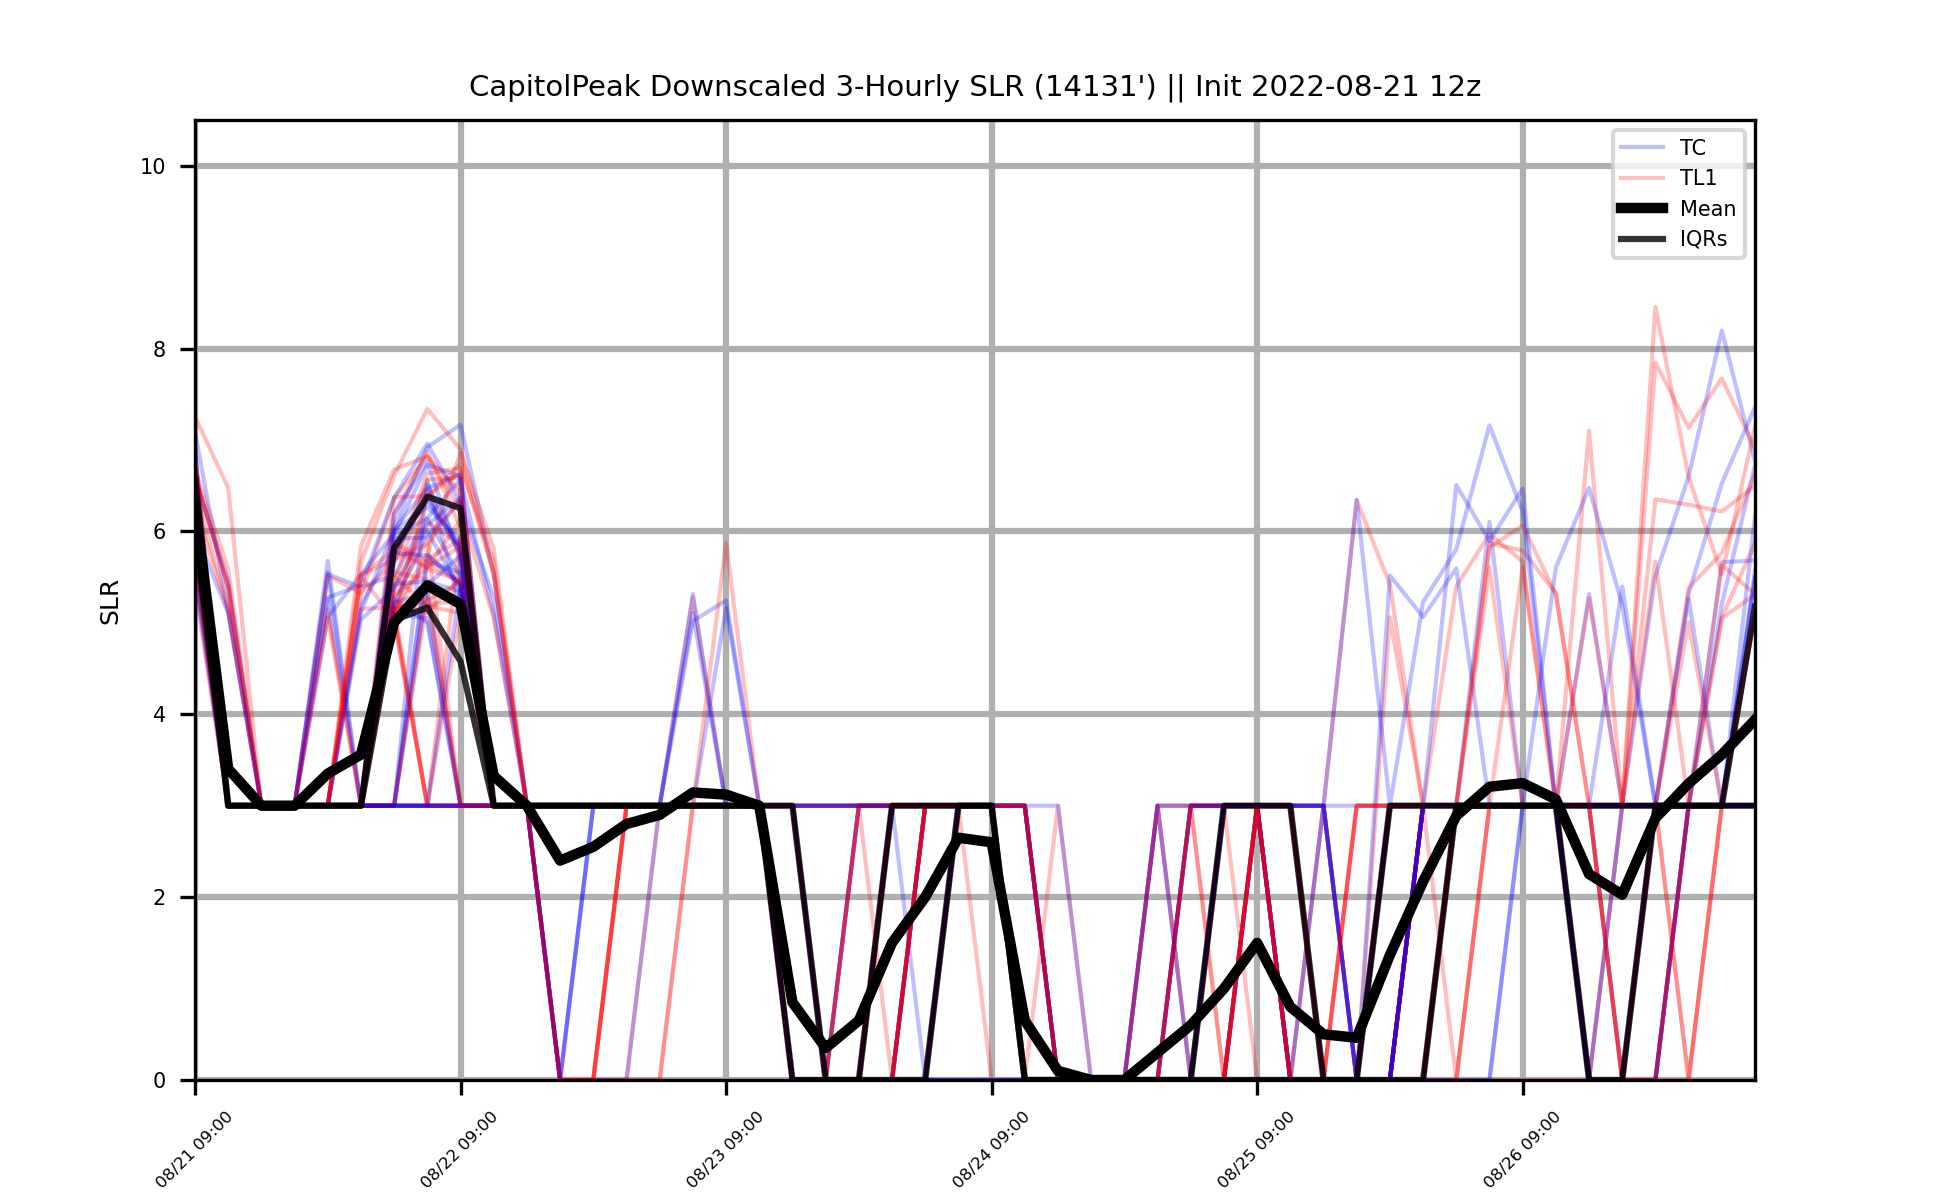 CapitolPeak Downscaled 3-Hourly SLR (14131') || Init 2022-08-21 12z
TC
TL1
Mean
IQRs
10
8
6
4
2
0
SLR
08/21 09:00
08/22 09:00
08/23 09:00
08/24 09:00
08/25 09:00
08/26 09:00